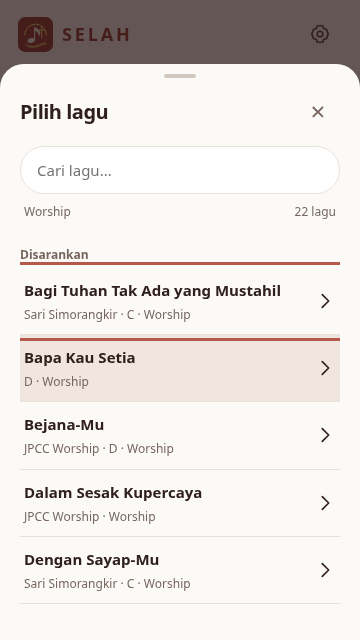 SELAH
Pilih lagu
Cari lagu...
Worship 22 lagu
Disarankan
Bagi Tuhan Tak Ada yang Mustahil
Sari Simorangkir · C · Worship
Bapa Kau Setia
D · Worship
Bejana-Mu
JPCC Worship · D · Worship
Dalam Sesak Kupercaya
JPCC Worship · Worship
Dengan Sayap-Mu
Sari Simorangkir · C · Worship